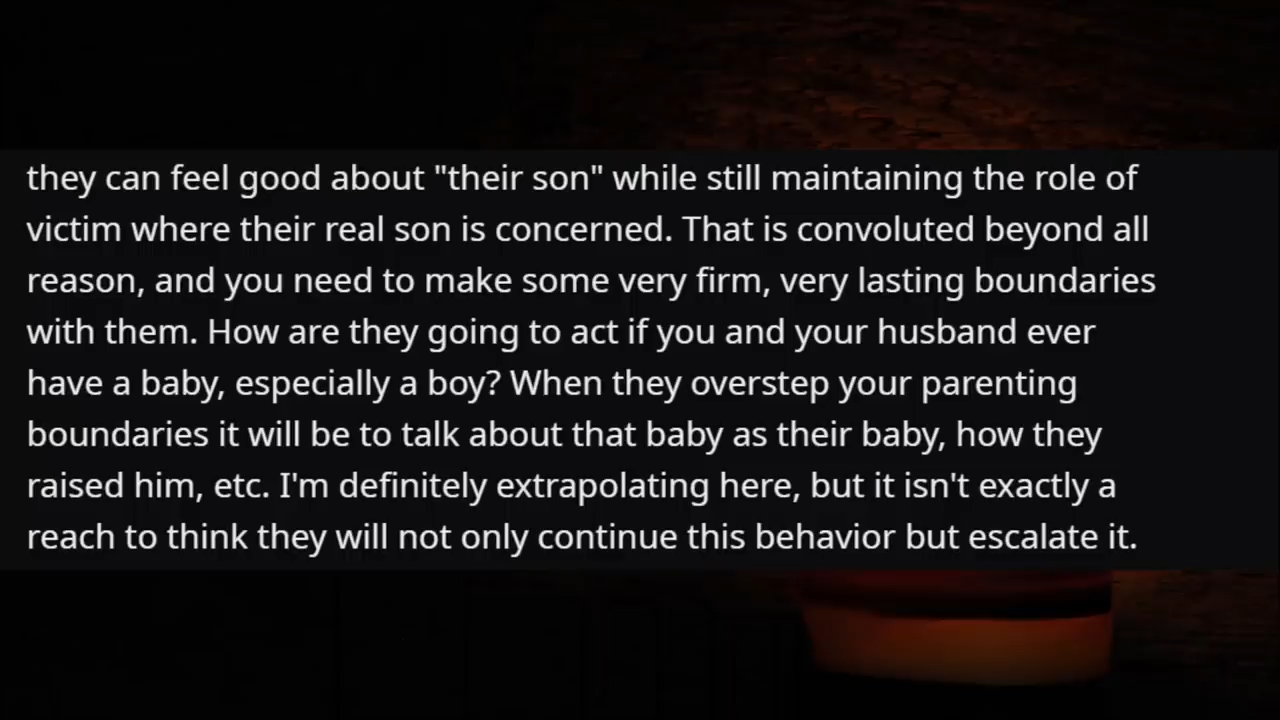 they can feel good about "their son" while still maintaining the role of
victim where their real son is concerned. That is convoluted beyond all
reason, and you need to make some very firm, very lasting boundaries
with them. How are they going to act if you and your husband ever
have a baby, especially a boy? When they overstep your parenting
boundaries it will be to talk about that baby as their baby, how they
raised him, etc. I'm definitely extrapolating here, but it isn't exactly a
reach to think they will not only continue this behavior but escalate it.